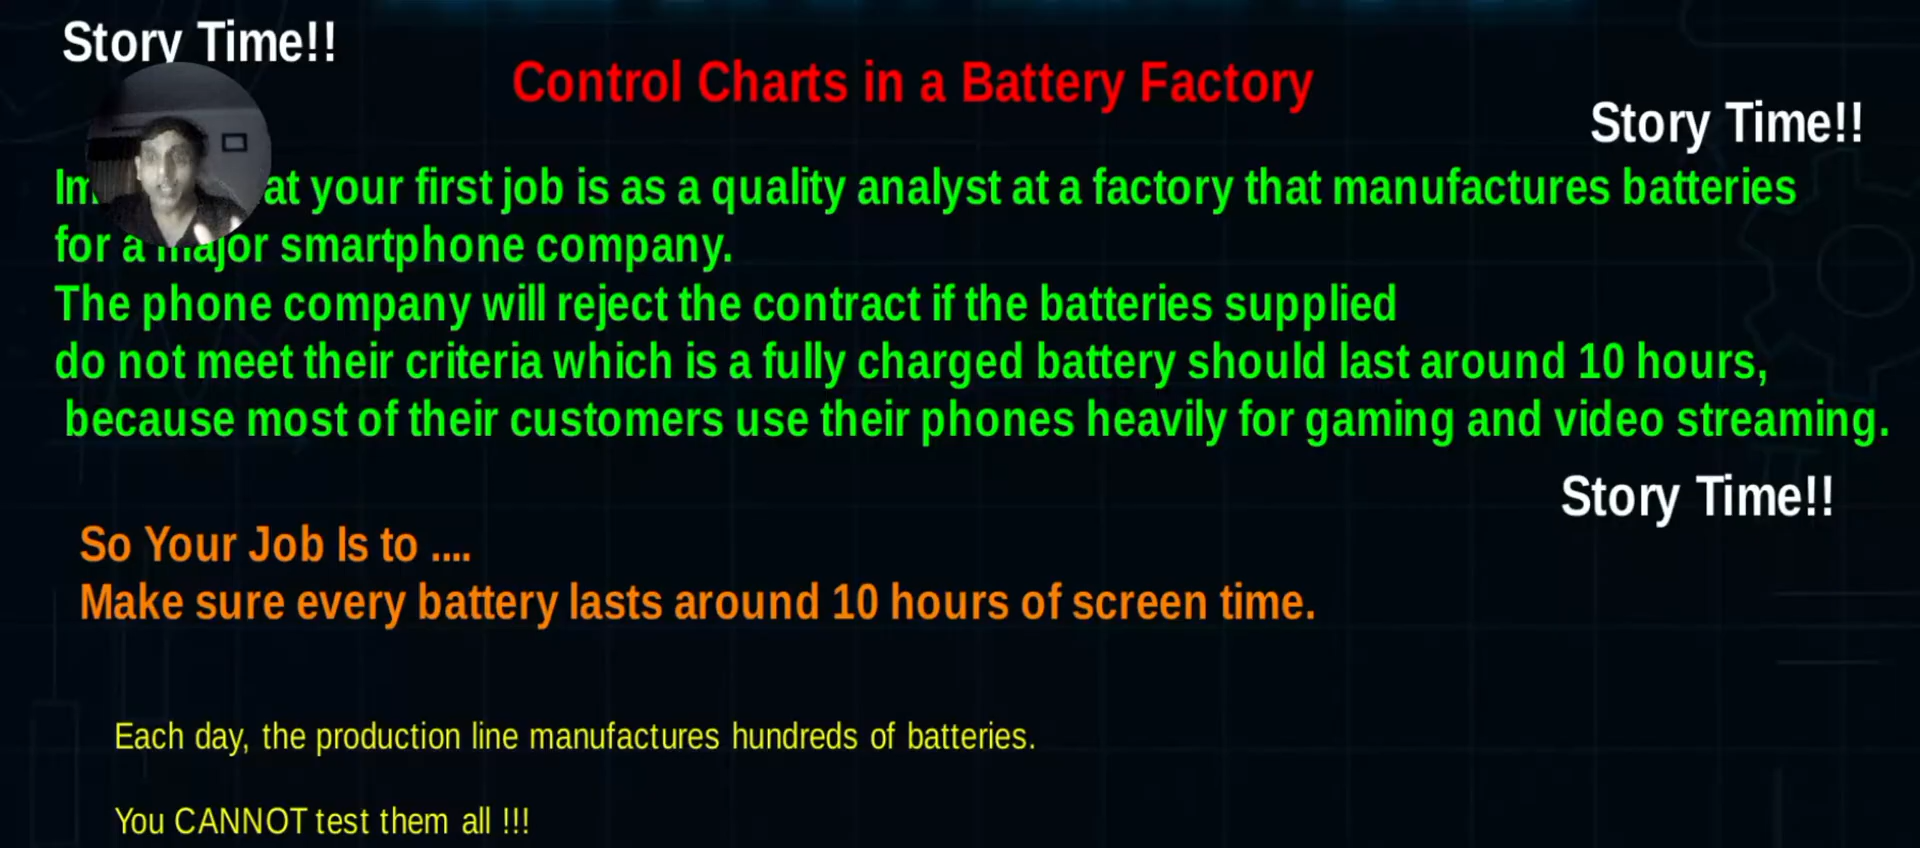 Story Time!!
Control Charts in a Battery Factory
Story Time!!
at your first job is as a quality analyst at a factory that manufactures batteries
for a major smartphone company.
The phone company will reject the contract if the batteries supplied
do not meet their criteria which is a fully charged battery should last around 10 hours,
because most of their customers use their phones heavily for gaming and video streaming.
Story Time!!
So Your Job Is to ....
Make sure every battery lasts around 10 hours of screen time.
Each day, the production line manufactures hundreds of batteries.
You CANNOT test them all !!!